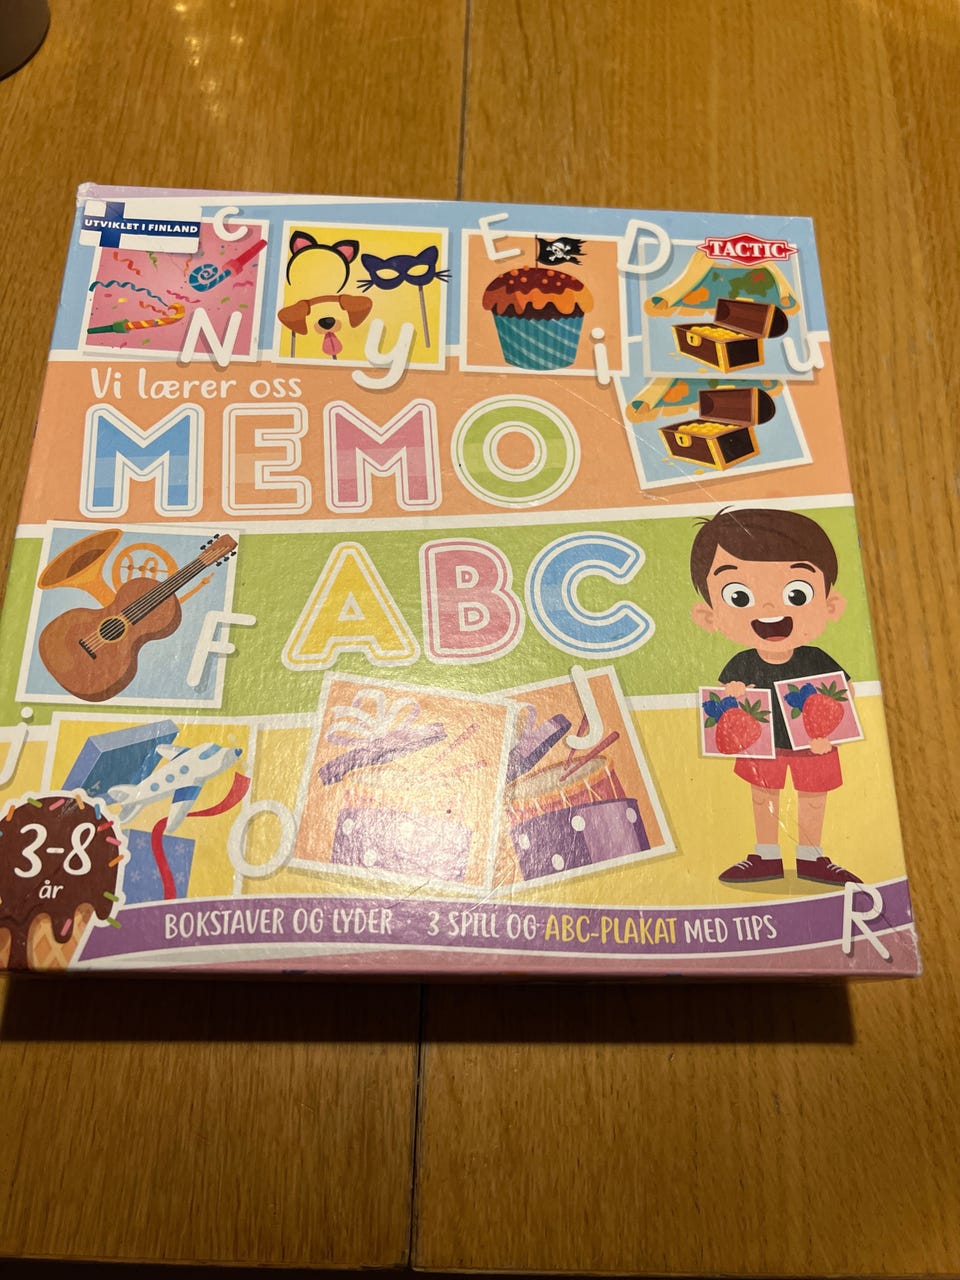 UTVIKLET I FINLAND
C
E
D
TACTIC
N
y
i
u
Vi lærer oss
MEMO
ABC
F
J
j
O
3-8
år
BOKSTAVER OG LYDER · 3 SPILL OG ABC-PLAKAT MED TIPS
R